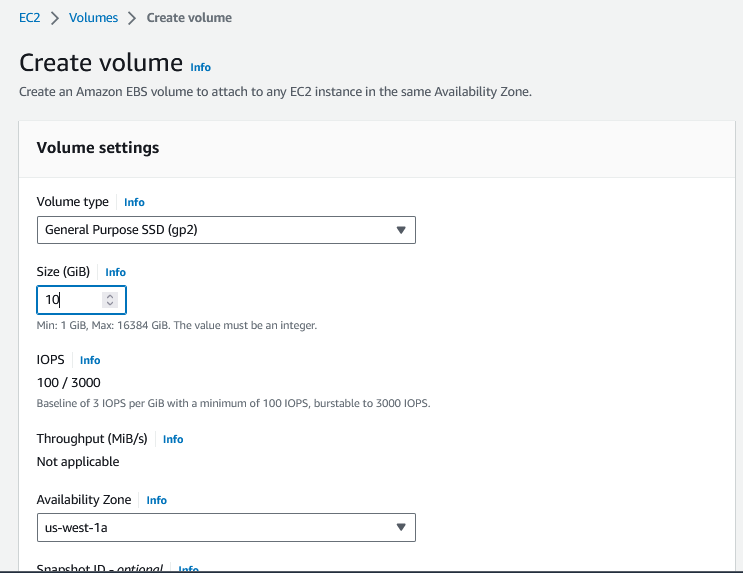 EC2 > Volumes > Create volume
Create volume Info
Create an Amazon EBS volume to attach to any EC2 instance in the same Availability Zone.
Volume settings
Volume type Info
General Purpose SSD (gp2)
Size (GiB) Info
10
Min: 1 GiB, Max: 16384 GiB. The value must be an integer.
IOPS Info
100 / 3000
Baseline of 3 IOPS per GiB with a minimum of 100 IOPS, burstable to 3000 IOPS.
Throughput (MiB/s) Info
Not applicable
Availability Zone Info
us-west-1a
Snapshot ID - optional Info